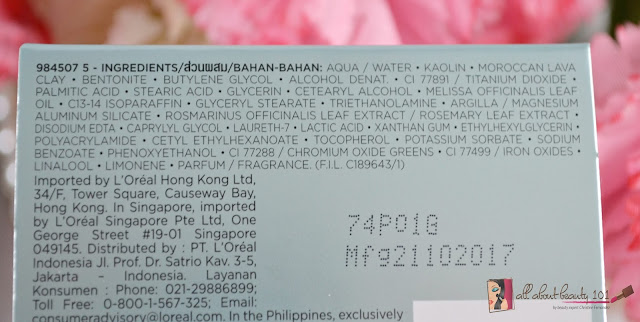 984507 5 - INGREDIENTS/ส่วนผสม/BAHAN-BAHAN: AQUA / WATER • KAOLIN • MOROCCAN LAVA
CLAY • BENTONITE • BUTYLENE GLYCOL • ALCOHOL DENAT. • CI 77891 / TITANIUM DIOXIDE •
PALMITIC ACID • STEARIC ACID • GLYCERIN • CETEARYL ALCOHOL • MELISSA OFFICINALIS LEAF
OIL • C13-14 ISOPARAFFIN • GLYCERYL STEARATE • TRIETHANOLAMINE • ARGILLA / MAGNESIUM
ALUMINUM SILICATE • ROSMARINUS OFFICINALIS LEAF EXTRACT / ROSEMARY LEAF EXTRACT •
DISODIUM EDTA • CAPRYLYL GLYCOL • LAURETH-7 • LACTIC ACID • XANTHAN GUM • ETHYLHEXYLGLYCERIN •
POLYACRYLAMIDE • CETYL ETHYLHEXANOATE • TOCOPHEROL • POTASSIUM SORBATE • SODIUM
BENZOATE • PHENOXYETHANOL • CI 77288 / CHROMIUM OXIDE GREENS • CI 77499 / IRON OXIDES •
LINALOOL • LIMONENE • PARFUM / FRAGRANCE. (F.I.L. C189643/1)
Imported by L'Oréal Hong Kong Ltd,
34/F, Tower Square, Causeway Bay,
Hong Kong. In Singapore, imported
by L'Oréal Singapore Pte Ltd, One
George Street #19-01 Singapore
049145. Distributed by : PT. L'Oréal
Indonesia Jl. Prof. Dr. Satrio Kav. 3-5,
Jakarta – Indonesia. Layanan
Konsumen : Phone: 021-29886899,
Toll Free: 0-800-1-567-325; Email:
consumeradvisory@loreal.com. In the Philippines, exclusively
74P01G
Mfg21102017
all about beauty 101